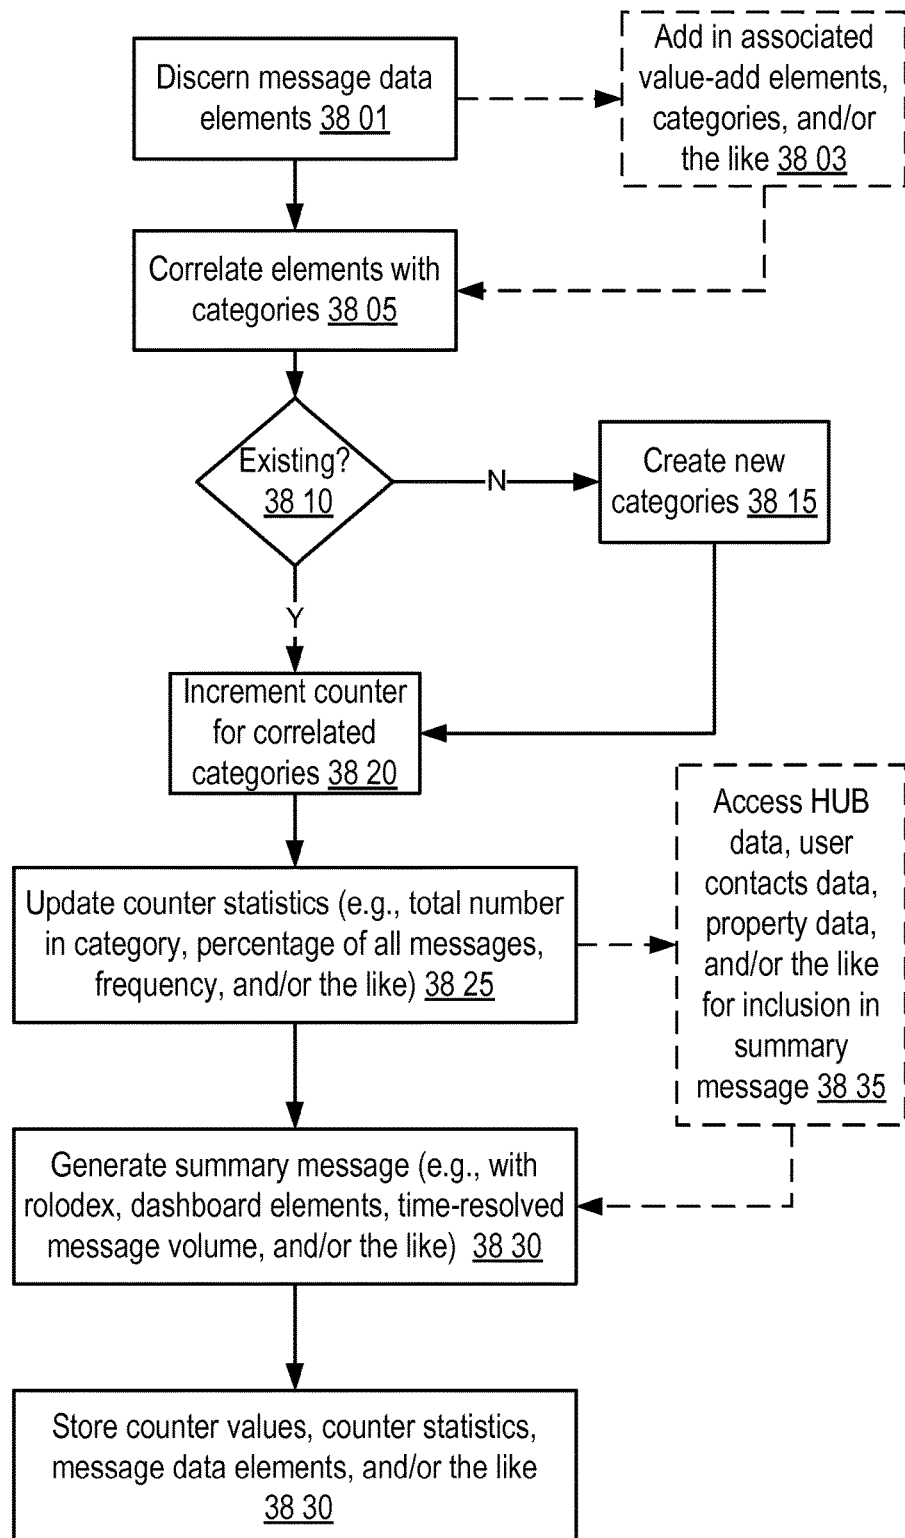 Discern message data
elements 38 01
Add in associated
value-add elements,
categories, and/or
the like 38 03
Correlate elements with
categories 38 05
Existing?
38 10
N
Create new
categories 38 15
Y
Increment counter
for correlated
categories 38 20
Update counter statistics (e.g., total number
in category, percentage of all messages,
frequency, and/or the like) 38 25
Access HUB
data, user
contacts data,
property data,
and/or the like
for inclusion in
summary
message 38 35
Generate summary message (e.g., with
rolodex, dashboard elements, time-resolved
message volume, and/or the like) 38 30
Store counter values, counter statistics,
message data elements, and/or the like
38 30